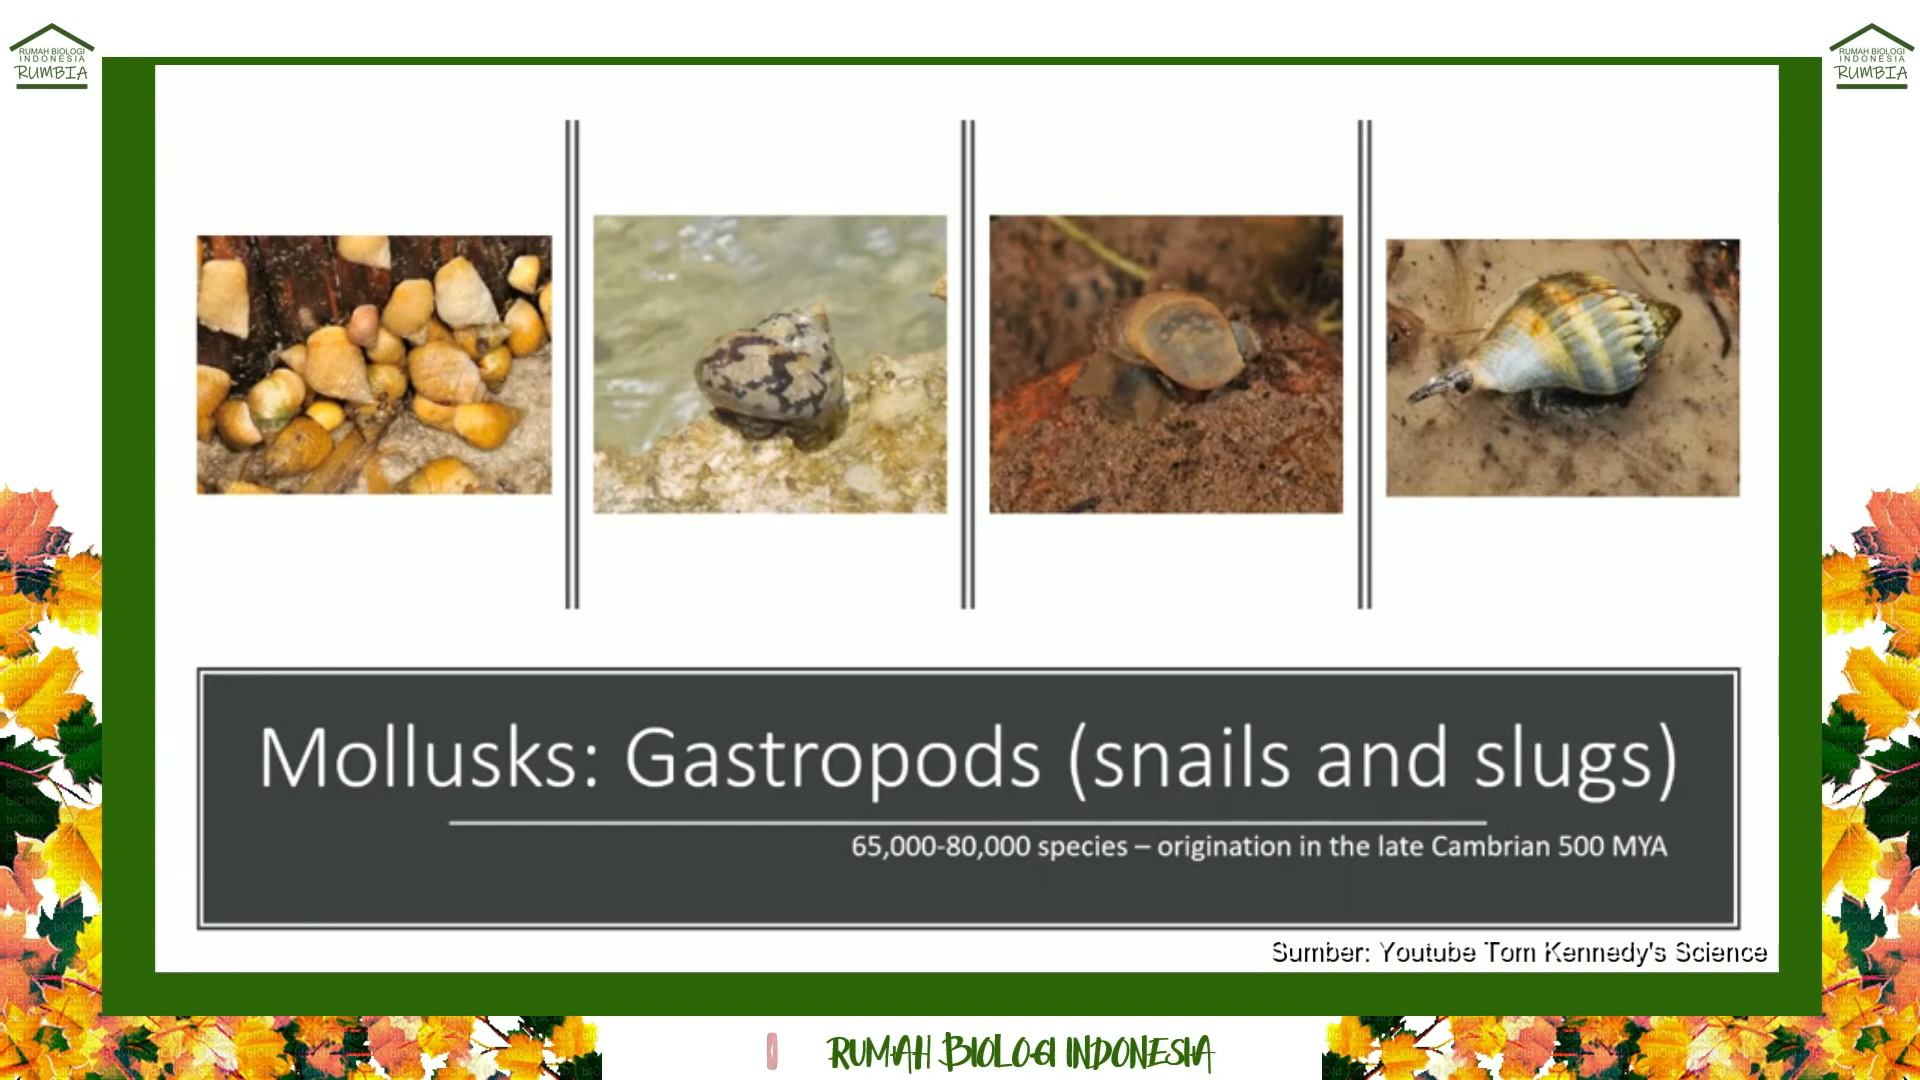 RUMAH BIOLOGI
INDONESIA
RUMBIA
RUMAH BIOLOGI
INDONESIA
RUMBIA
Mollusks: Gastropods (snails and slugs)
65,000-80,000 species – origination in the late Cambrian 500 MYA
Sumber: Youtube Tom Kennedy's Science
RUMAH BIOLOGI INDONESIA